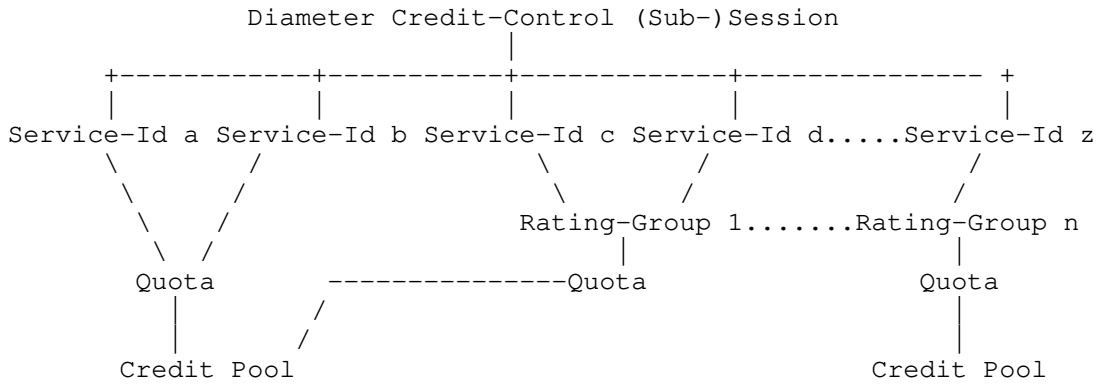 Diameter Credit-Control (Sub-)Session
Service-Id a Service-Id b Service-Id c Service-Id d.....Service-Id z
Rating-Group 1.......Rating-Group n
Quota ---------------Quota Quota
Credit Pool Credit Pool